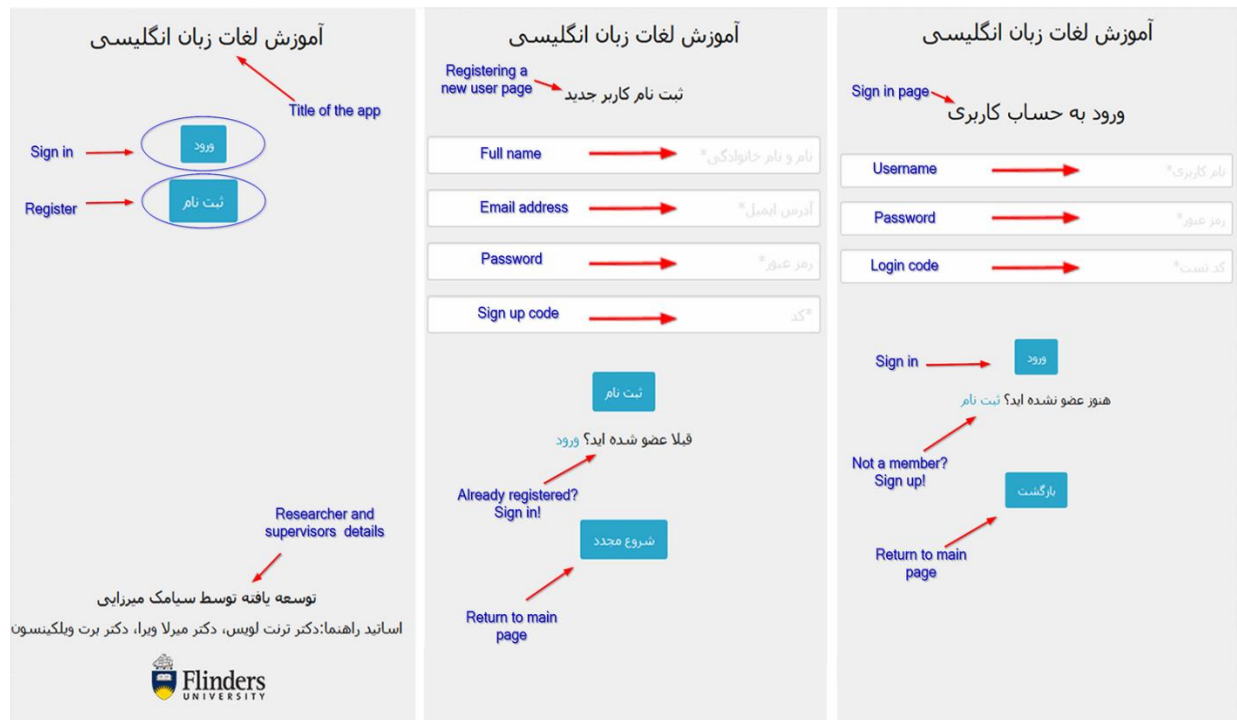 آموزش لغات زبان انگلیسی
Title of the app
Sign in
ورود
Register
ثبت نام
Researcher and
supervisors details
توسعه یافته توسط سیامک میرزایی
اساتید راهنما:دکتر ترنت لویس، دکتر میرلا ویرا، دکتر برت ویلکینسون
Flinders
UNIVERSITY
آموزش لغات زبان انگلیسی
Registering a
new user page
ثبت نام کاربر جدید
Full name
نام و نام خانوادگی*
Email address
آدرس ایمیل*
Password
رمز عبور*
Sign up code
*کد
ثبت نام
قبلا عضو شده اید؟ ورود
Already registered?
Sign in!
شروع مجدد
Return to main
page
آموزش لغات زبان انگلیسی
Sign in page
ورود به حساب کاربری
Username
نام کاربری*
Password
رمز عبور*
Login code
کد تست*
Sign in
ورود
هنوز عضو نشده اید؟ ثبت نام
Not a member?
Sign up!
بازگشت
Return to main
page